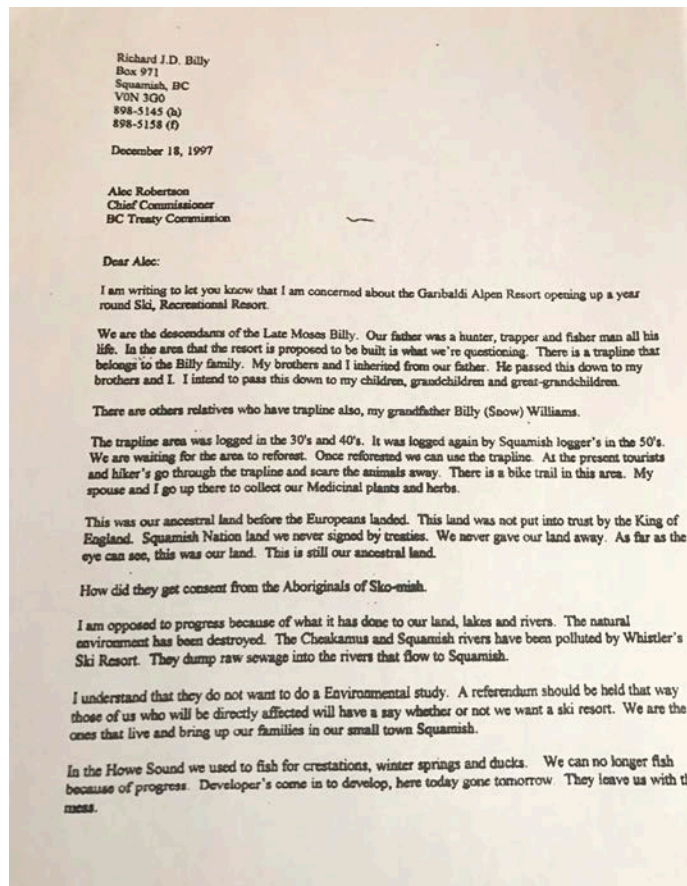 Richard J.D. Billy
Box 971
Squamish, BC
V0N 3G0
898-5145 (h)
898-5158 (f)
December 18, 1997
Alec Robertson
Chief Commissioner
BC Treaty Commission
Dear Alec:
I am writing to let you know that I am concerned about the Garibaldi Alpen Resort opening up a year
round Ski, Recreational Resort.
We are the descendants of the Late Moses Billy. Our father was a hunter, trapper and fisher man all his
life. In the area that the resort is proposed to be built is what we're questioning. There is a trapline that
belongs to the Billy family. My brothers and I inherited from our father. He passed this down to my
brothers and I. I intend to pass this down to my children, grandchildren and great-grandchildren.
There are others relatives who have trapline also, my grandfather Billy (Snow) Williams.
The trapline area was logged in the 30's and 40's. It was logged again by Squamish logger's in the 50's.
We are waiting for the area to reforest. Once reforested we can use the trapline. At the present tourists
and hiker's go through the trapline and scare the animals away. There is a bike trail in this area. My
spouse and I go up there to collect our Medicinal plants and herbs.
This was our ancestral land before the Europeans landed. This land was not put into trust by the King of
England. Squamish Nation land we never signed by treaties. We never gave our land away. As far as the
eye can see, this was our land. This is still our ancestral land.
How did they get consent from the Aboriginals of Sko-mish.
I am opposed to progress because of what it has done to our land, lakes and rivers. The natural
environment has been destroyed. The Cheakamus and Squamish rivers have been polluted by Whistler's
Ski Resort. They dump raw sewage into the rivers that flow to Squamish.
I understand that they do not want to do a Environmental study. A referendum should be held that way
those of us who will be directly affected will have a say whether or not we want a ski resort. We are the
ones that live and bring up our families in our small town Squamish.
In the Howe Sound we used to fish for crestations, winter springs and ducks. We can no longer fish
because of progress. Developer's come in to develop, here today gone tomorrow. They leave us with
mess.